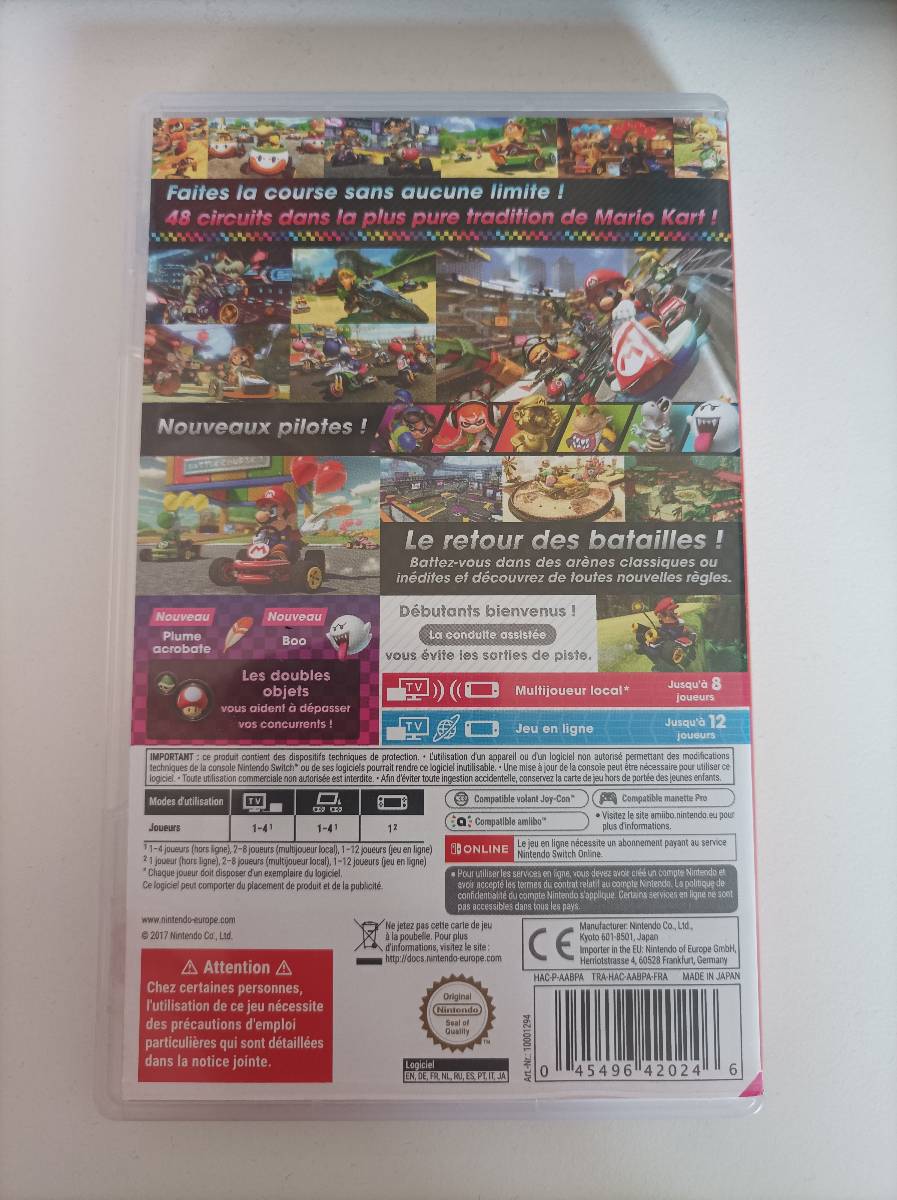 Faites la course sans aucune limite !
48 circuits dans la plus pure tradition de Mario Kart !
Nouveaux pilotes !
Le retour des batailles !
Battez-vous dans des arènes classiques ou
inédites et découvrez de toutes nouvelles règles.
Nouveau
Plume
acrobate
Nouveau
Boo
Les doubles
objets
vous aident à dépasser
vos concurrents !
Débutants bienvenus !
La conduite assistée
vous évite les sorties de piste.
TV
Multijoueur local*
Jusqu'à 8
joueurs
TV
Jeu en ligne
Jusqu'à 12
joueurs
IMPORTANT : ce produit contient des dispositifs techniques de protection. • L'utilisation d'un appareil ou d'un logiciel non autorisé permettant des modifications
techniques de la console Nintendo Switch™ ou de ses logiciels pourrait rendre ce logiciel inutilisable. • Une mise à jour de la console peut être nécessaire pour utiliser ce
logiciel. • Toute utilisation commerciale non autorisée est interdite. • Afin d'éviter toute ingestion accidentelle, conservez la carte de jeu hors de portée des jeunes enfants.
Modes d'utilisation
TV
Joueurs
1-4¹
1-4¹
1²
¹ 1-4 joueurs (hors ligne), 2-8 joueurs (multijoueur local), 1-12 joueurs (jeu en ligne)
² 1 joueur (hors ligne), 2-8 joueurs (multijoueur local), 1-12 joueurs (jeu en ligne)
* Chaque joueur doit disposer d'un exemplaire du logiciel.
Ce logiciel peut comporter du placement de produit et de la publicité.
Compatible volant Joy-Con™
Compatible manette Pro
Compatible amiibo™
• Visitez le site amiibo.nintendo.eu pour
plus d'informations.
ONLINE
Le jeu en ligne nécessite un abonnement payant au service
Nintendo Switch Online.
• Pour utiliser les services en ligne, vous devez avoir créé un compte Nintendo et
avoir accepté les termes du contrat relatif au compte Nintendo. La politique de
confidentialité du compte Nintendo s'applique. Certains services en ligne ne sont
pas accessibles dans tous les pays.
www.nintendo-europe.com
© 2017 Nintendo Co., Ltd.
Ne jetez pas cette carte de jeu
à la poubelle. Pour plus
d'informations, visitez le site :
http://docs.nintendo-europe.com
CE
Manufacturer: Nintendo Co., Ltd.,
Kyoto 601-8501, Japan
Importer in the EU: Nintendo of Europe GmbH,
Herriotstrasse 4, 60528 Frankfurt, Germany
HAC-P-AABPA TRA-HAC-AABPA-FRA MADE IN JAPAN
Attention
Chez certaines personnes,
l'utilisation de ce jeu nécessite
des précautions d'emploi
particulières qui sont détaillées
dans la notice jointe.
Original
Nintendo
Seal of
Quality
™
Logiciel
EN, DE, FR, NL, RU, ES, PT, IT, JA
Art.-Nr.: 10001294
0 45496 42024 6